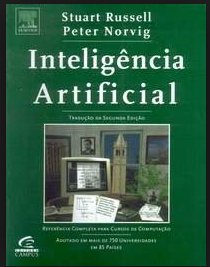 ELSEVIER
Stuart Russell
Peter Norvig
Inteligência
Artificial
TRADUÇÃO DA SEGUNDA EDIÇÃO
REFERÊNCIA COMPLETA PARA CURSOS DE COMPUTAÇÃO
ADOTADO EM MAIS DE 750 UNIVERSIDADES
EM 85 PAÍSES
CAMPUS